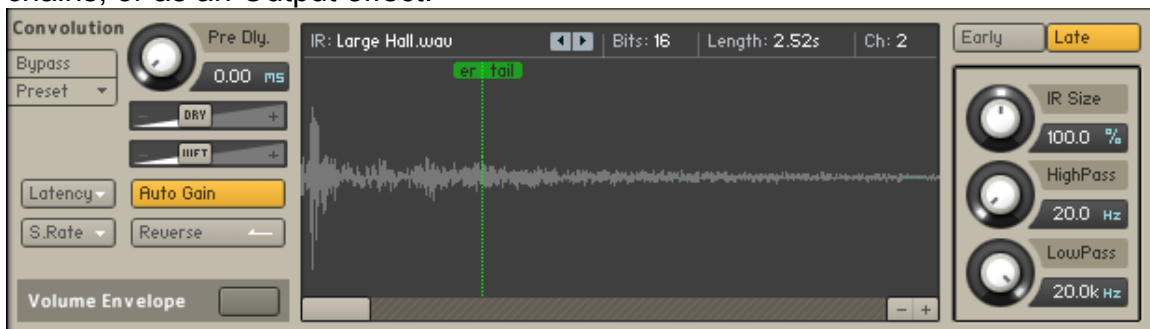 chains, or as an Output effect.
Convolution
Bypass
Preset
Pre Dly.
0.00 ms
- DRY +
- WET +
Latency
Auto Gain
S.Rate
Reverse
Volume Envelope
IR: Large Hall.wav
Bits: 16
Length: 2.52s
Ch: 2
er tail
- +
Early
Late
IR Size
100.0 %
HighPass
20.0 Hz
LowPass
20.0k Hz